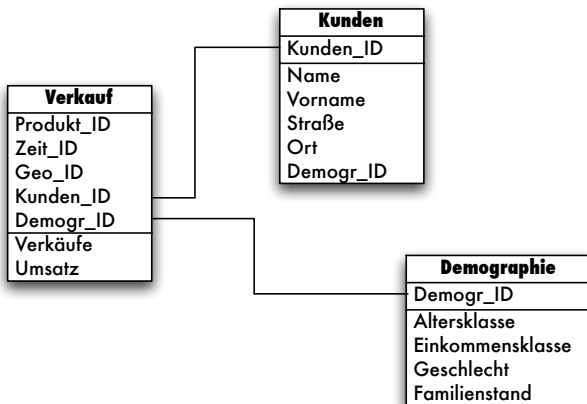 Kunden
Kunden_ID
Name
Vorname
Straße
Ort
Demogr_ID
Verkauf
Produkt_ID
Zeit_ID
Geo_ID
Kunden_ID
Demogr_ID
Verkäufe
Umsatz
Demographie
Demogr_ID
Altersklasse
Einkommensklasse
Geschlecht
Familienstand